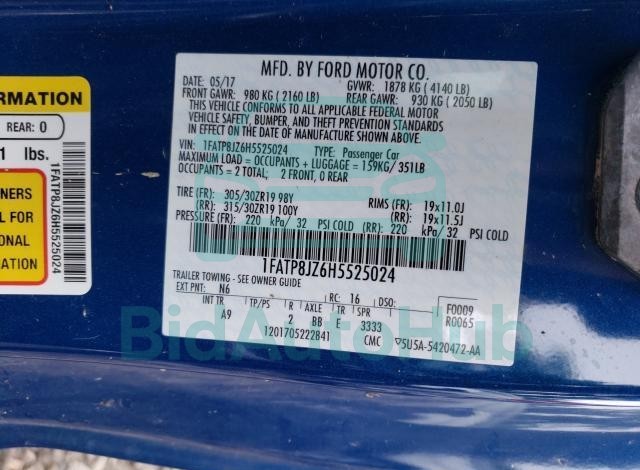 ORMATION
REAR: 0
1 lbs.
NERS
L FOR
ONAL
ON
1FATP8JZ6H5525024
MFD. BY FORD MOTOR CO.
DATE: 05/17 GVWR: 1878 KG ( 4140 LB)
FRONT GAWR: 980 KG ( 2160 LB) REAR GAWR: 930 KG ( 2050 LB)
THIS VEHICLE CONFORMS TO ALL APPLICABLE FEDERAL MOTOR
VEHICLE SAFETY, BUMPER, AND THEFT PREVENTION STANDARDS
IN EFFECT ON THE DATE OF MANUFACTURE SHOWN ABOVE.
VIN: 1FATP8JZ6H5525024 TYPE: Passenger Car
MAXIMUM LOAD = OCCUPANTS + LUGGAGE = 159KG/ 351LB
OCCUPANTS = 2 TOTAL; 2 FRONT, 0 REAR
TIRE (FR): 305/30ZR19 98Y RIMS (FR): 19x11.0J
(RR): 315/30ZR19 100Y (RR): 19x11.5J
PRESSURE (FR): 220 kPa/ 32 PSI COLD (RR): 220 kPa/ 32 PSI COLD
1FATP8JZ6H5525024
TRAILER TOWING - SEE OWNER GUIDE
EXT PNT: N6 RC: 16 DSO: F0009
INT TR TP/PS R AXLE TR SPR R0065
A9 2 BB E 3333
1201705222841 CMC ▽5U5A-5420472-AA
BidAutoHub